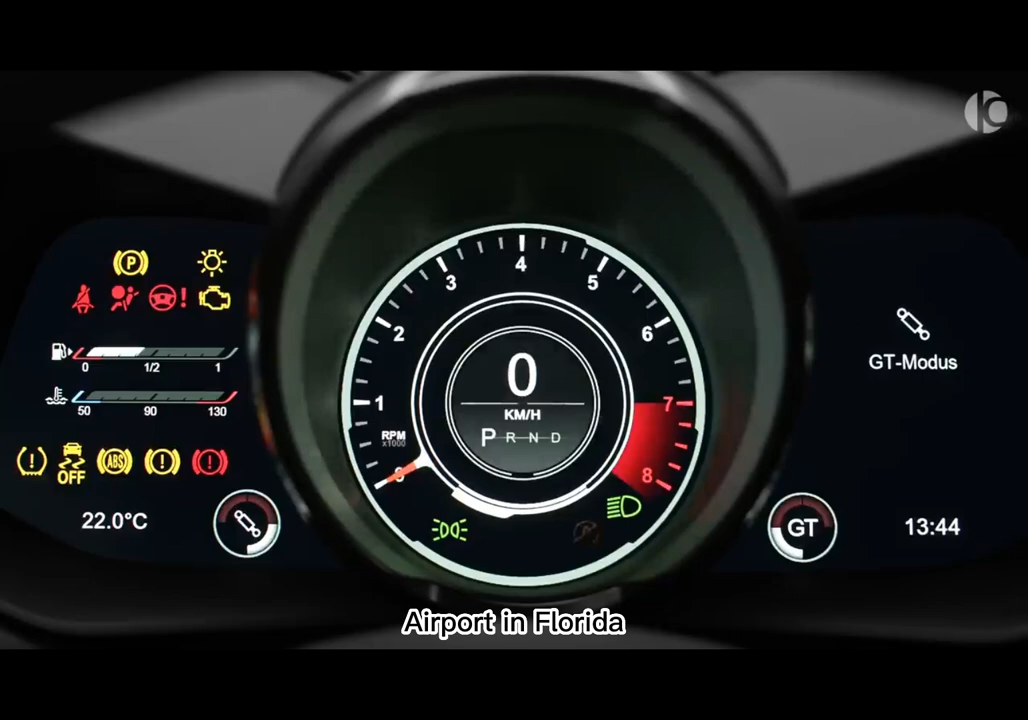 4
3
5
2
6
0
GT-Modus
0
1/2
1
KM/H
1
7
50
90
130
RPM
x1000
P R N D
8
ABS
OFF
22.0°C
GT
13:44
Airport in Florida